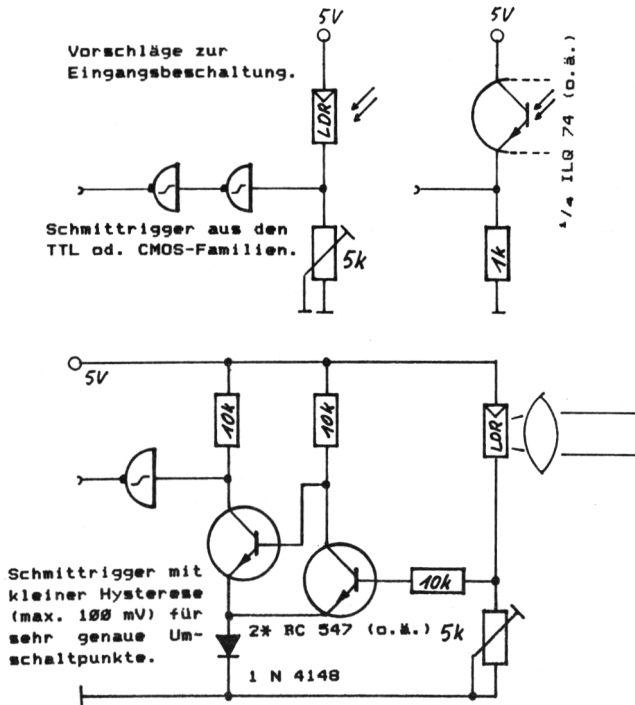 5V
5V
Vorschläge zur
Eingangsbeschaltung.
LDR
1/4 ILQ 74 (o.ä.)
Schmittrigger aus den
TTL od. CMOS-Familien.
5k
1k
5V
10k
10k
LDR
Schmittrigger mit
kleiner Hysterese
(max. 100 mV) für
sehr genaue Um-
schaltpunkte.
10k
2* BC 547 (o.ä.)
5k
1 N 4148